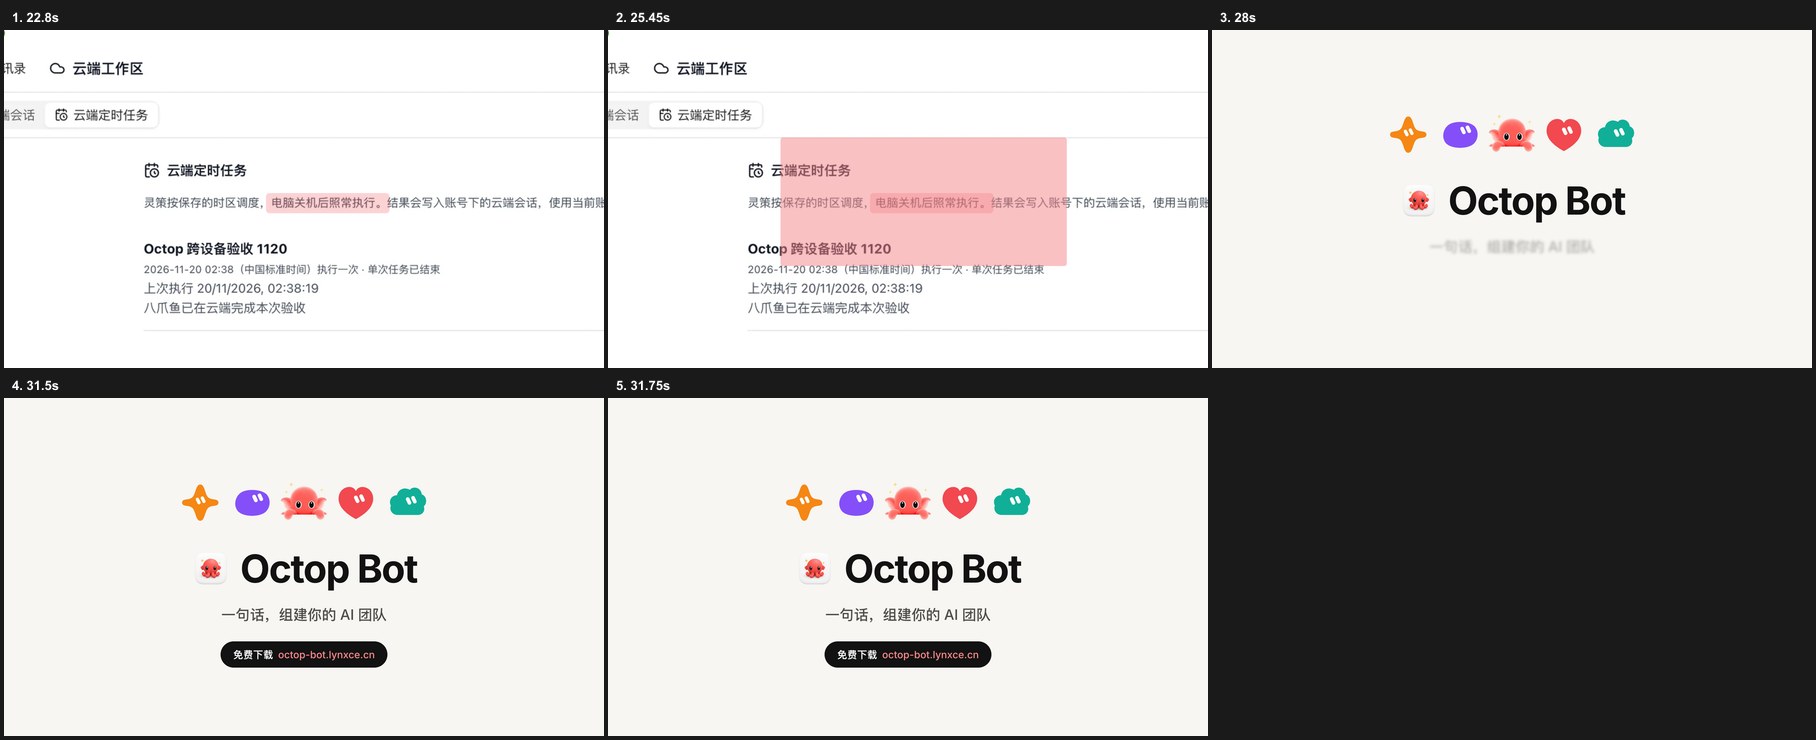 1. 22.8s
讯录 云端工作区
端会话 云端定时任务
云端定时任务
灵策按保存的时区调度，电脑关机后照常执行。结果会写入账号下的云端会话，使用当前账
Octop 跨设备验收 1120
2026-11-20 02:38（中国标准时间）执行一次 · 单次任务已结束
上次执行 20/11/2026, 02:38:19
八爪鱼已在云端完成本次验收
2. 25.45s
讯录 云端工作区
端会话 云端定时任务
云端定时任务
灵策按保存的时区调度，电脑关机后照常执行。结果会写入账号下的云端会话，使用当前账
Octop 跨设备验收 1120
2026-11-20 02:38（中国标准时间）执行一次 · 单次任务已结束
上次执行 20/11/2026, 02:38:19
八爪鱼已在云端完成本次验收
3. 28s
Octop Bot
一句话，组建你的 AI 团队
4. 31.5s
Octop Bot
一句话，组建你的 AI 团队
免费下载 octop-bot.lynxce.cn
5. 31.75s
Octop Bot
一句话，组建你的 AI 团队
免费下载 octop-bot.lynxce.cn